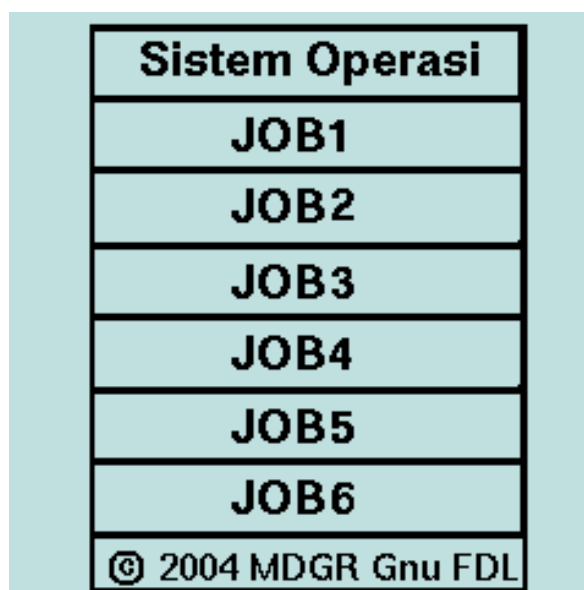 Sistem Operasi
JOB1
JOB2
JOB3
JOB4
JOB5
JOB6
© 2004 MDGR Gnu FDL